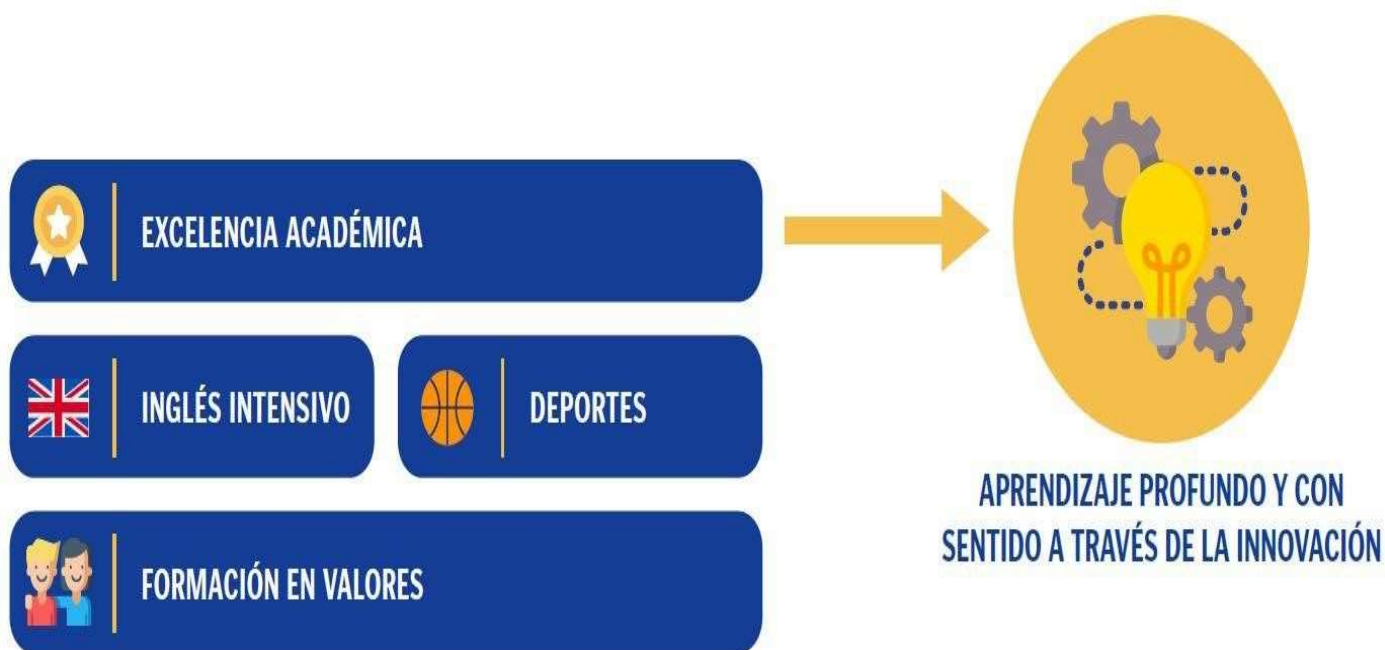 EXCELENCIA ACADÉMICA
INGLÉS INTENSIVO
DEPORTES
FORMACIÓN EN VALORES
APRENDIZAJE PROFUNDO Y CON
SENTIDO A TRAVÉS DE LA INNOVACIÓN